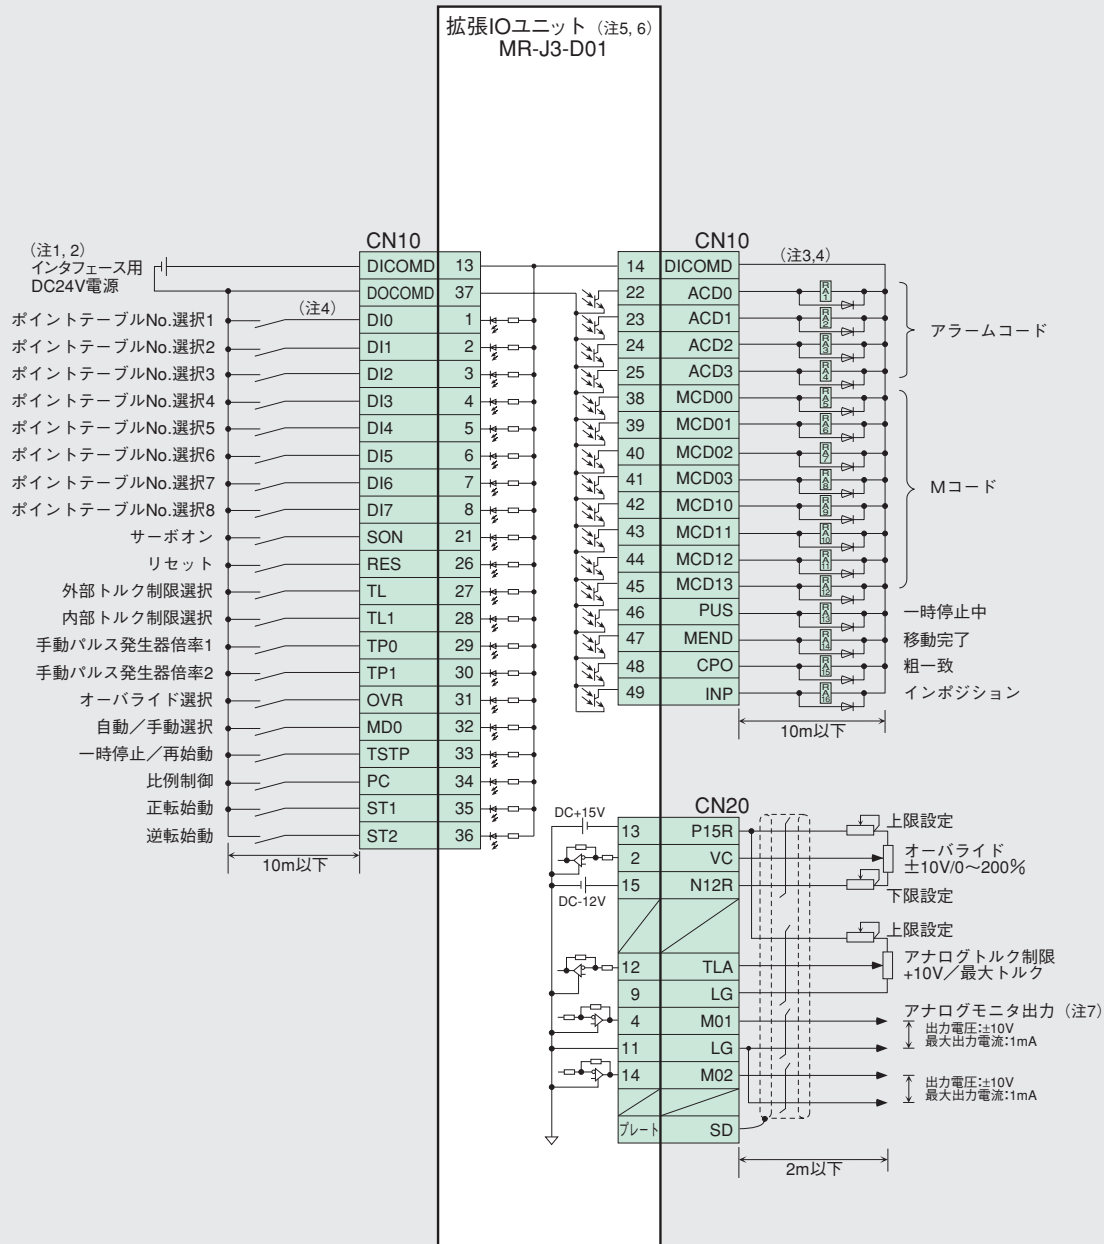 拡張IOユニット（注5, 6）
MR-J3-D01
（注1, 2）
インタフェース用
DC24V電源
CN10
DICOMD 13
DOCOMD 37
（注4）
ポイントテーブルNo.選択1 DI0 1
ポイントテーブルNo.選択2 DI1 2
ポイントテーブルNo.選択3 DI2 3
ポイントテーブルNo.選択4 DI3 4
ポイントテーブルNo.選択5 DI4 5
ポイントテーブルNo.選択6 DI5 6
ポイントテーブルNo.選択7 DI6 7
ポイントテーブルNo.選択8 DI7 8
サーボオン SON 21
リセット RES 26
外部トルク制限選択 TL 27
内部トルク制限選択 TL1 28
手動パルス発生器倍率1 TP0 29
手動パルス発生器倍率2 TP1 30
オーバライド選択 OVR 31
自動／手動選択 MD0 32
一時停止／再始動 TSTP 33
比例制御 PC 34
正転始動 ST1 35
逆転始動 ST2 36
10m以下
CN10
（注3,4）
14 DICOMD
22 ACD0 RA1
23 ACD1 RA2
24 ACD2 RA3
25 ACD3 RA4
アラームコード
38 MCD00 RA5
39 MCD01 RA6
40 MCD02 RA7
41 MCD03 RA8
42 MCD10 RA9
43 MCD11 RA10
44 MCD12 RA11
45 MCD13 RA12
Mコード
46 PUS RA13 一時停止中
47 MEND RA14 移動完了
48 CPO RA15 粗一致
49 INP RA16 インポジション
10m以下
CN20
DC+15V
13 P15R 上限設定
2 VC オーバライド
±10V/0～200％
15 N12R
DC-12V
下限設定
上限設定
12 TLA アナログトルク制限
+10V／最大トルク
9 LG
アナログモニタ出力（注7）
4 M01
出力電圧:±10V
最大出力電流:1mA
11 LG
14 M02
出力電圧:±10V
最大出力電流:1mA
プレート SD
2m以下